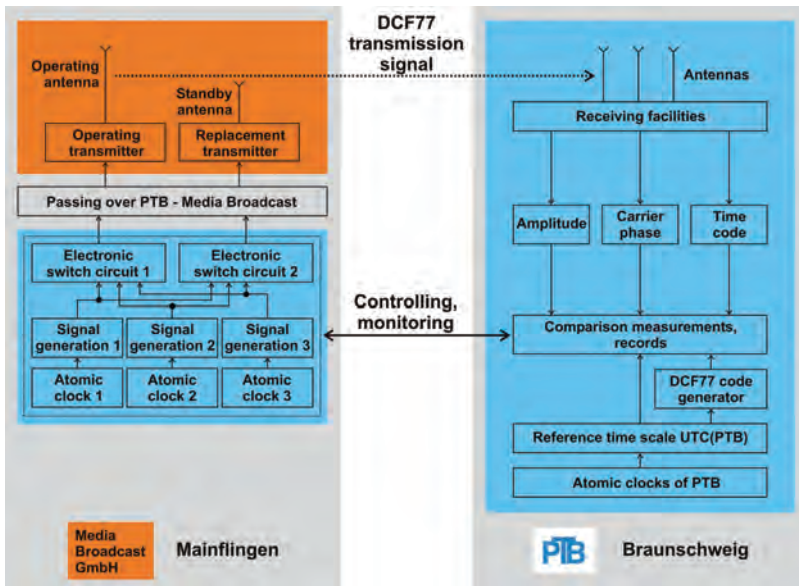 DCF77
transmission
signal
Operating
antenna
Standby
antenna
Operating
transmitter
Replacement
transmitter
Passing over PTB - Media Broadcast
Electronic
switch circuit 1
Electronic
switch circuit 2
Signal
generation 1
Signal
generation 2
Signal
generation 3
Atomic
clock 1
Atomic
clock 2
Atomic
clock 3
Media
Broadcast
GmbH
Mainflingen
Controlling,
monitoring
Antennas
Receiving facilities
Amplitude
Carrier
phase
Time
code
Comparison measurements,
records
DCF77 code
generator
Reference time scale UTC(PTB)
Atomic clocks of PTB
PTB
Braunschweig